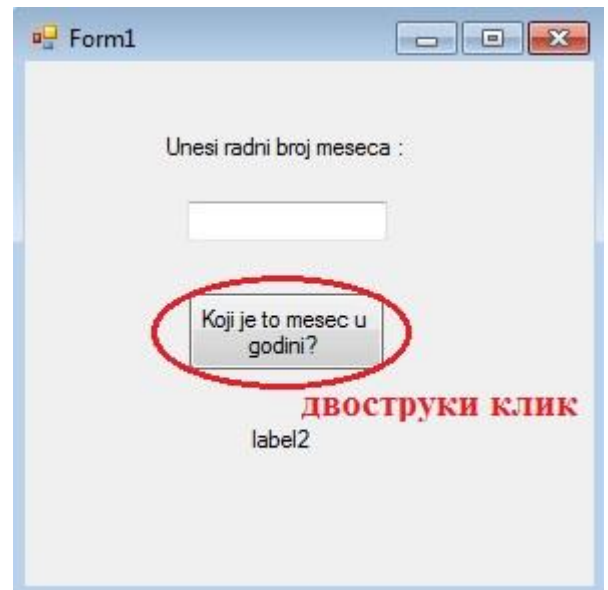 Form1
Unesi radni broj meseca :
Koji je to mesec u
godini?
двоструки клик
label2